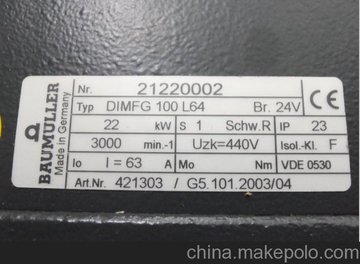 BAUMÜLLER
Made in Germany
Nr. 21220002
Typ DIMFG 100 L64 Br. 24V
CE
22 kW S 1 Schw.R IP 23
3000 min.-1 Uzk=440V Isol.-Kl. F
Io I = 63 A Mo Nm VDE 0530
Art.Nr. 421303 / G5.101.2003/04
china.makepolo.com